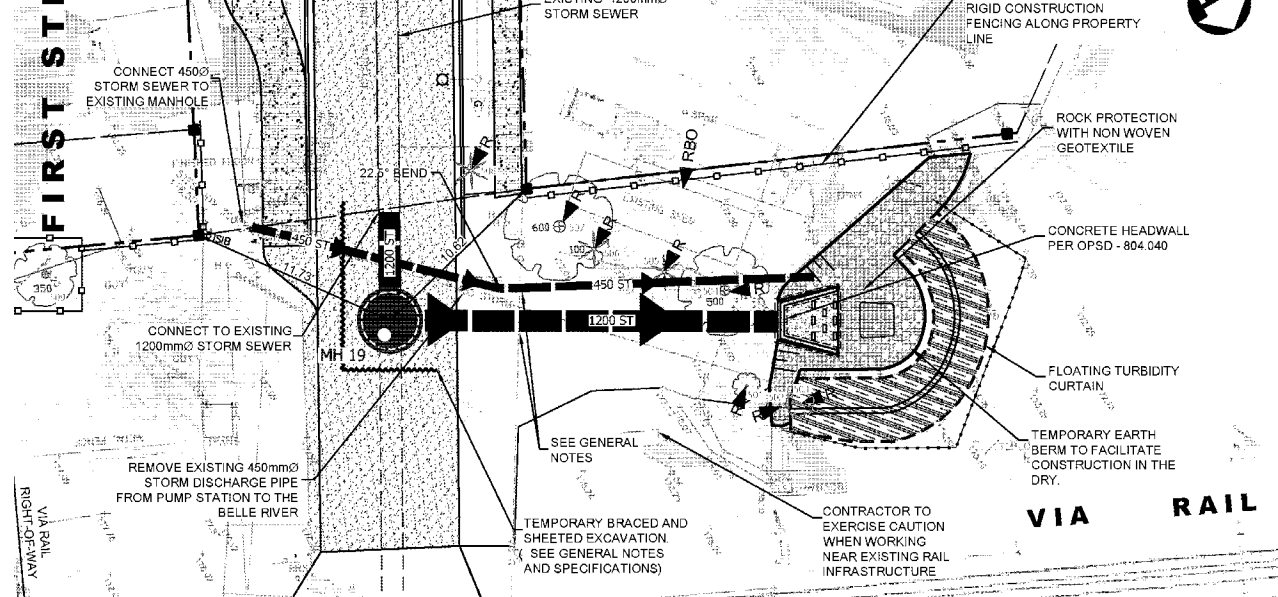 EXISTING 1200mmØ
STORM SEWER
RIGID CONSTRUCTION
FENCING ALONG PROPERTY
LINE
FIRST ST
CONNECT 450Ø
STORM SEWER TO
EXISTING MANHOLE
ROCK PROTECTION
WITH NON WOVEN
GEOTEXTILE
RBO
R
22.5° BEND
R
R
600
100
R
SIB
450 ST
1200 ST
10.67
11.73
CONCRETE HEADWALL
PER OPSD - 804.040
350
450 ST
500
R
1200 ST
CONNECT TO EXISTING
1200mmØ STORM SEWER
MH 19
FLOATING TURBIDITY
CURTAIN
R
R
SEE GENERAL
NOTES
TEMPORARY EARTH
BERM TO FACILITATE
CONSTRUCTION IN THE
DRY.
REMOVE EXISTING 450mmØ
STORM DISCHARGE PIPE
FROM PUMP STATION TO THE
BELLE RIVER
VIA RAIL
RIGHT-OF-WAY
TEMPORARY BRACED AND
SHEETED EXCAVATION.
( SEE GENERAL NOTES
AND SPECIFICATIONS)
CONTRACTOR TO
EXERCISE CAUTION
WHEN WORKING
NEAR EXISTING RAIL
INFRASTRUCTURE
VIA RAIL